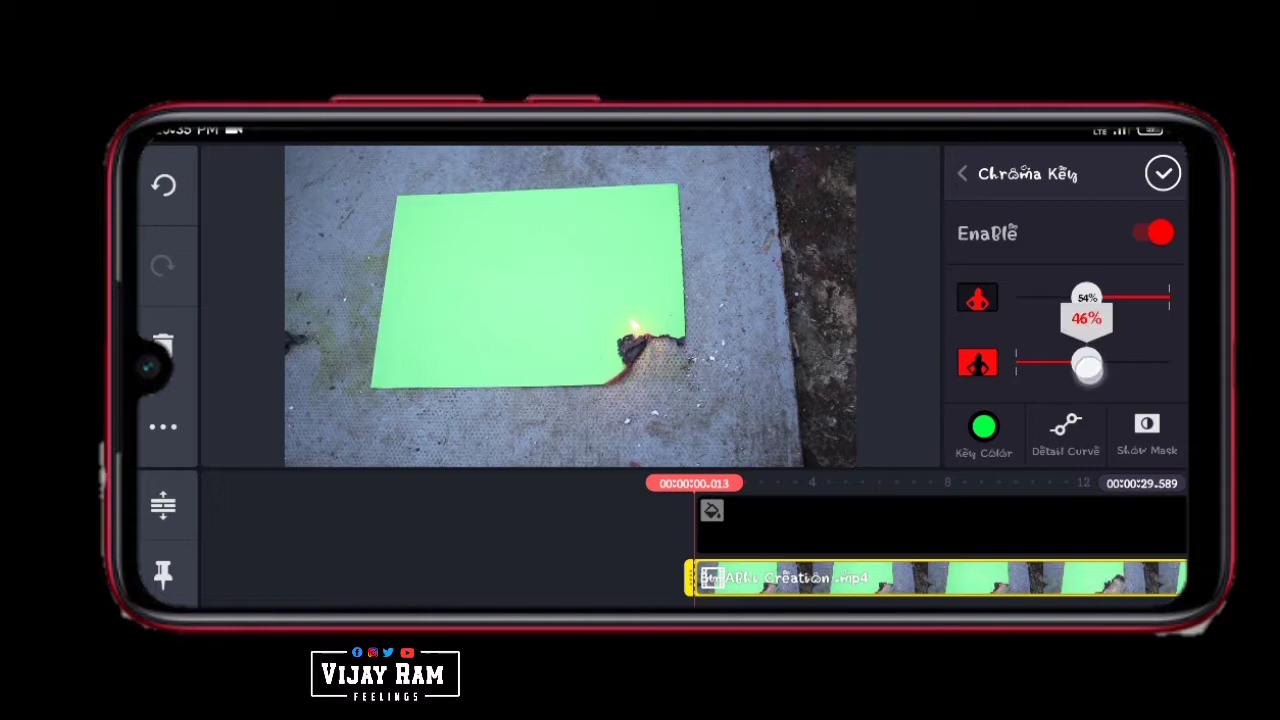 LTE
Chroma Key
Enable
54%
46%
Key Color
Detail Curve
Show Mask
00:00:00.013
4
8
12
00:00:29.589
Creation .mp4
VIJAY RAM
FEELINGS